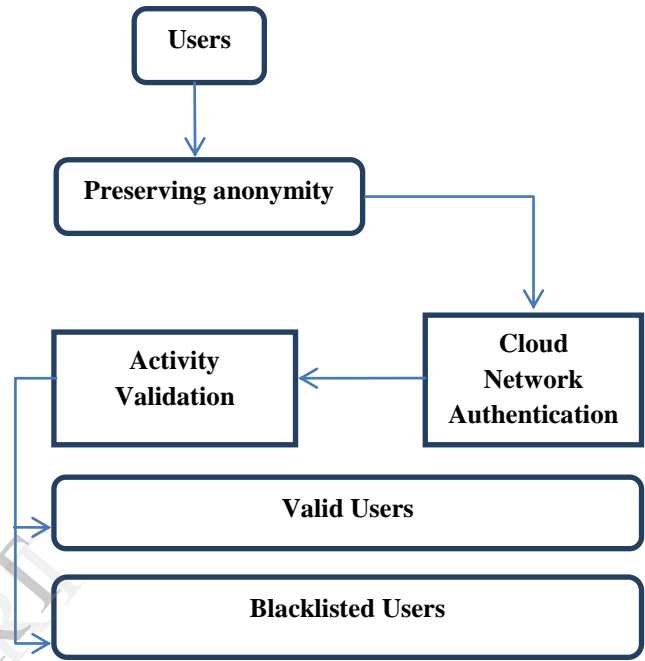 Users
Preserving anonymity
Cloud
Network
Authentication
Activity
Validation
Valid Users
Blacklisted Users